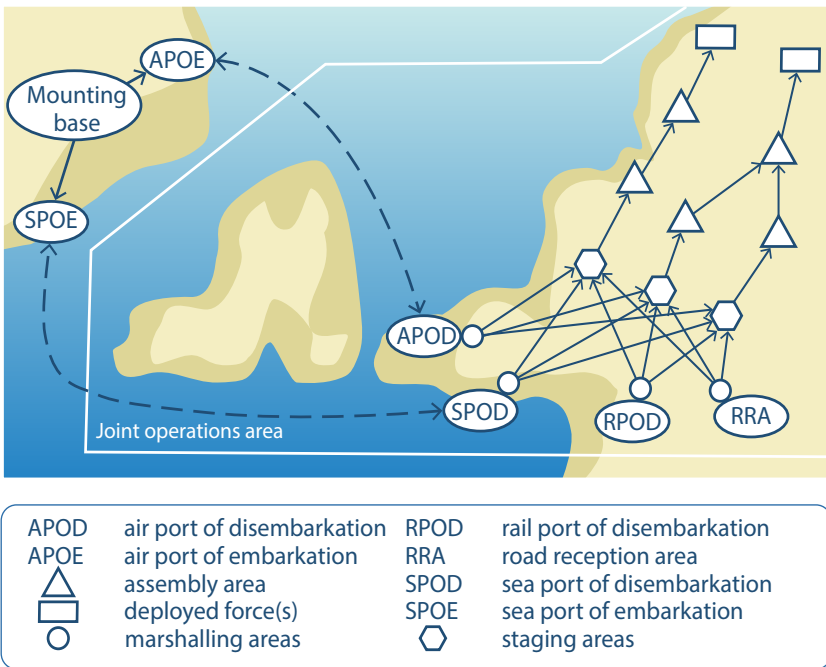 APOE
Mounting
base
SPOE
APOD
SPOD
RPOD
RRA
Joint operations area
APOD air port of disembarkation
APOE air port of embarkation
assembly area
deployed force(s)
marshalling areas
RPOD rail port of disembarkation
RRA road reception area
SPOD sea port of disembarkation
SPOE sea port of embarkation
staging areas